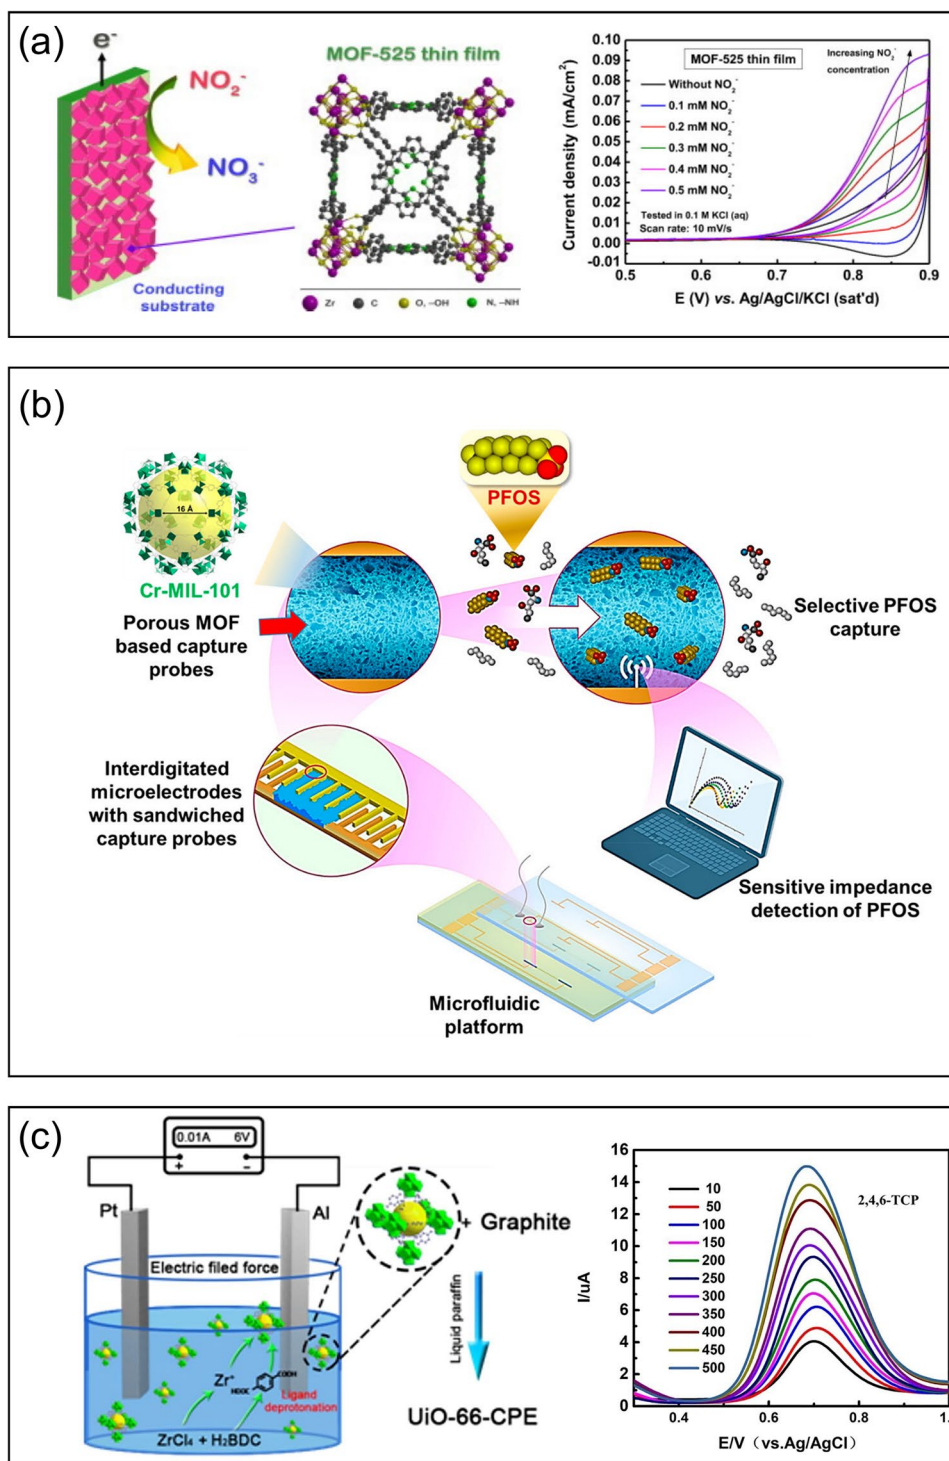 (a)
e⁻
NO₂⁻
NO₃⁻
Conducting
substrate
MOF-525 thin film
Zr C O, –OH N, –NH
Current density (mA/cm²)
0.10
0.09
0.08
0.07
0.06
0.05
0.04
0.03
0.02
0.01
0.00
-0.01
MOF-525 thin film
Without NO₂⁻
0.1 mM NO₂⁻
0.2 mM NO₂⁻
0.3 mM NO₂⁻
0.4 mM NO₂⁻
0.5 mM NO₂⁻
Tested in 0.1 M KCl (aq)
Scan rate: 10 mV/s
Increasing NO₂⁻
concentration
0.5 0.6 0.7 0.8 0.9
E (V) vs. Ag/AgCl/KCl (sat'd)
(b)
16 Å
Cr-MIL-101
Porous MOF
based capture
probes
PFOS
Selective PFOS
capture
Interdigitated
microelectrodes
with sandwiched
capture probes
Sensitive impedance
detection of PFOS
Microfluidic
platform
(c)
0.01A 6V
+ −
Pt
Al
Electric filed force
Zr⁺
HOOC
COOH
Ligand
deprotonation
ZrCl₄ + H₂BDC
+ Graphite
Liquid paraffin
UiO-66-CPE
I/uA
16
14
12
10
8
6
4
2
0
10
50
100
150
200
250
300
350
400
450
500
2,4,6-TCP
0.4 0.6 0.8 1.
E/V（vs.Ag/AgCl）